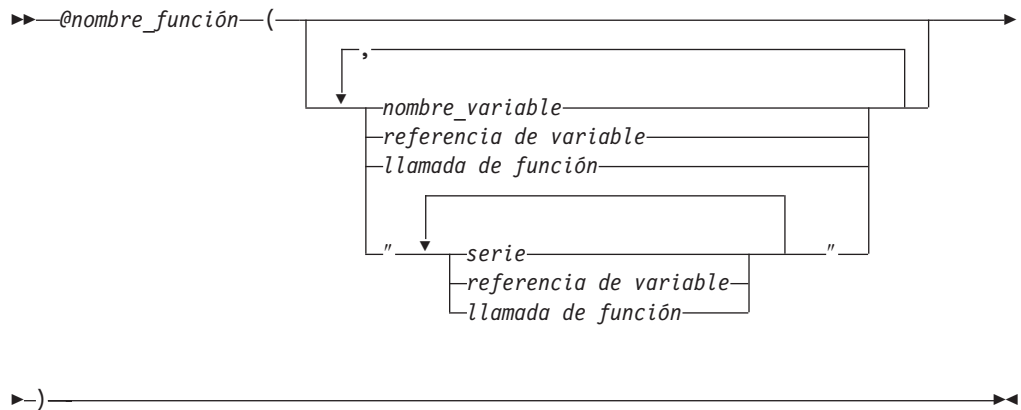 @nombre_función (
,
nombre_variable
referencia de variable
llamada de función
" serie "
referencia de variable
llamada de función
)